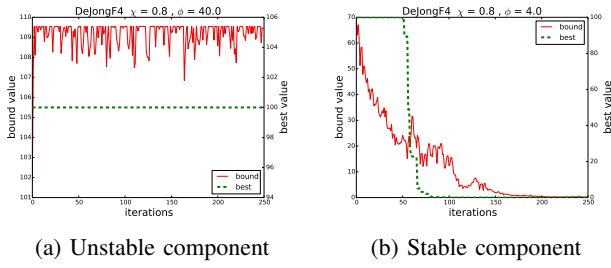 DeJongF4 χ = 0.8 , ϕ = 40.0
110
109
108
107
106
105
104
103
102
101
bound value
106
104
102
100
98
96
94
best value
bound
best
0 50 100 150 200 250
iterations
(a) Unstable component
DeJongF4 χ = 0.8 , ϕ = 4.0
70
60
50
40
30
20
10
0
bound value
100
80
60
40
20
0
best value
bound
best
0 50 100 150 200 250
iterations
(b) Stable component